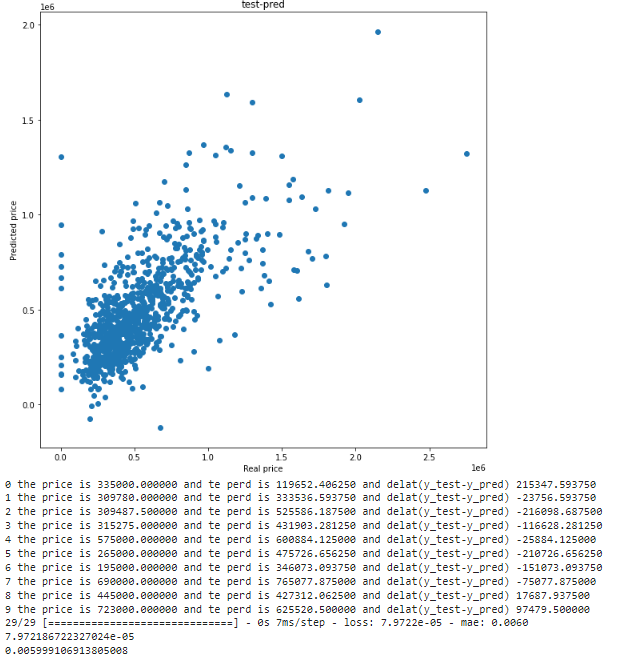 test-pred
1e6
2.0
1.5
1.0
0.5
0.0
Predicted price
0.0 0.5 1.0 1.5 2.0 2.5
Real price
1e6
0 the price is 335000.000000 and te perd is 119652.406250 and delat(y_test-y_pred) 215347.593750
1 the price is 309780.000000 and te perd is 333536.593750 and delat(y_test-y_pred) -23756.593750
2 the price is 309487.500000 and te perd is 525586.187500 and delat(y_test-y_pred) -216098.687500
3 the price is 315275.000000 and te perd is 431903.281250 and delat(y_test-y_pred) -116628.281250
4 the price is 575000.000000 and te perd is 600884.125000 and delat(y_test-y_pred) -25884.125000
5 the price is 265000.000000 and te perd is 475726.656250 and delat(y_test-y_pred) -210726.656250
6 the price is 195000.000000 and te perd is 346073.093750 and delat(y_test-y_pred) -151073.093750
7 the price is 690000.000000 and te perd is 765077.875000 and delat(y_test-y_pred) -75077.875000
8 the price is 445000.000000 and te perd is 427312.062500 and delat(y_test-y_pred) 17687.937500
9 the price is 723000.000000 and te perd is 625520.500000 and delat(y_test-y_pred) 97479.500000
29/29 [==============================] - 0s 7ms/step - loss: 7.9722e-05 - mae: 0.0060
7.972186722327024e-05
0.005999106913805008